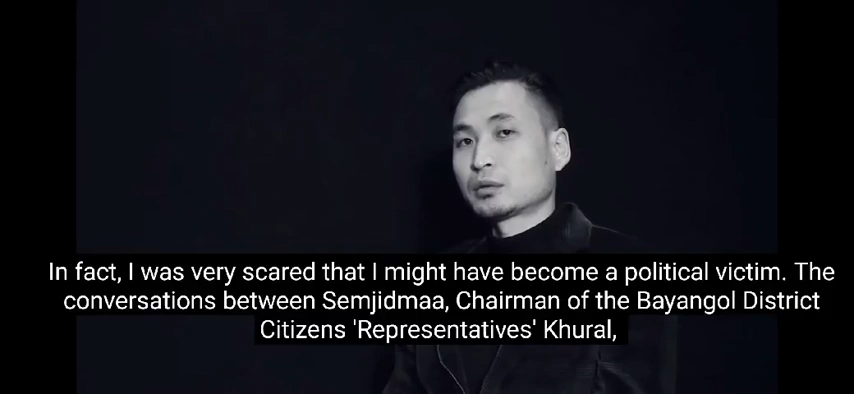 In fact, I was very scared that I might have become a political victim. The
conversations between Semjidmaa, Chairman of the Bayangol District
Citizens 'Representatives' Khural,